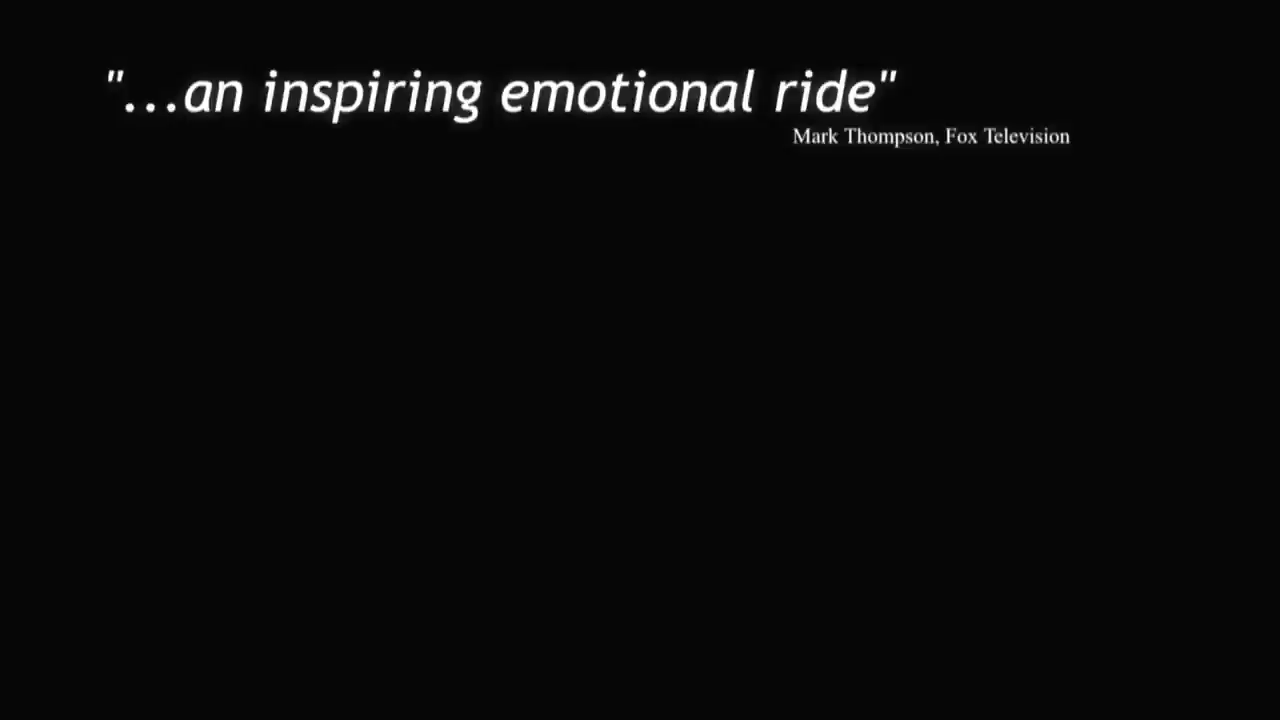 "...an inspiring emotional ride"
Mark Thompson, Fox Television